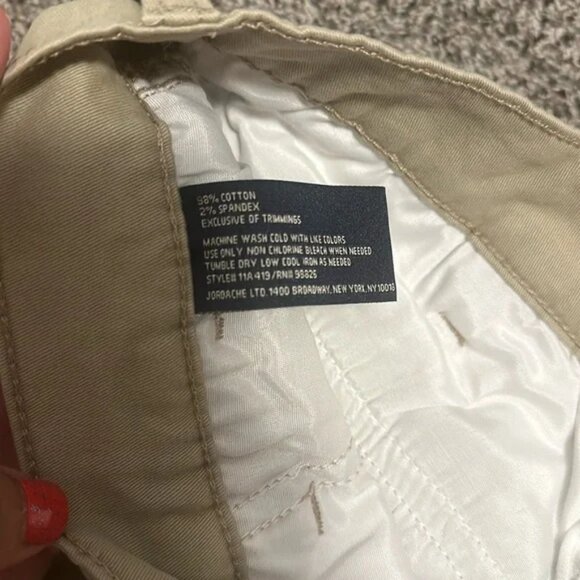 98% COTTON
2% SPANDEX
EXCLUSIVE OF TRIMMINGS
MACHINE WASH COLD WITH LIKE COLORS
USE ONLY NON CHLORINE BLEACH WHEN NEEDED
TUMBLE DRY LOW COOL IRON AS NEEDED
STYLE# 11A419/RN# 98825
JORDACHE LTD. 1400 BROADWAY, NEW YORK, NY 10018